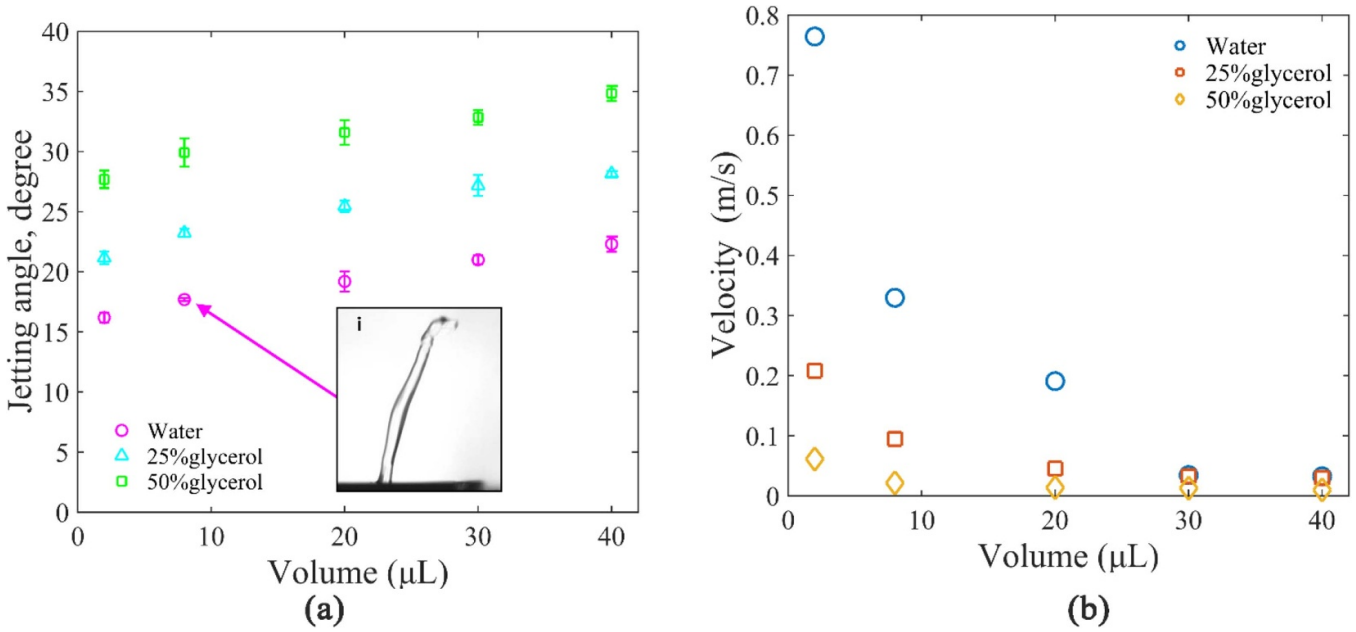 40
35
30
25
20
15
10
5
0
Jetting angle, degree
i
Water
25%glycerol
50%glycerol
0 10 20 30 40
Volume (μL)
(a)
0.8
0.7
0.6
0.5
0.4
0.3
0.2
0.1
0
Velocity (m/s)
Water
25%glycerol
50%glycerol
0 10 20 30 40
Volume (μL)
(b)